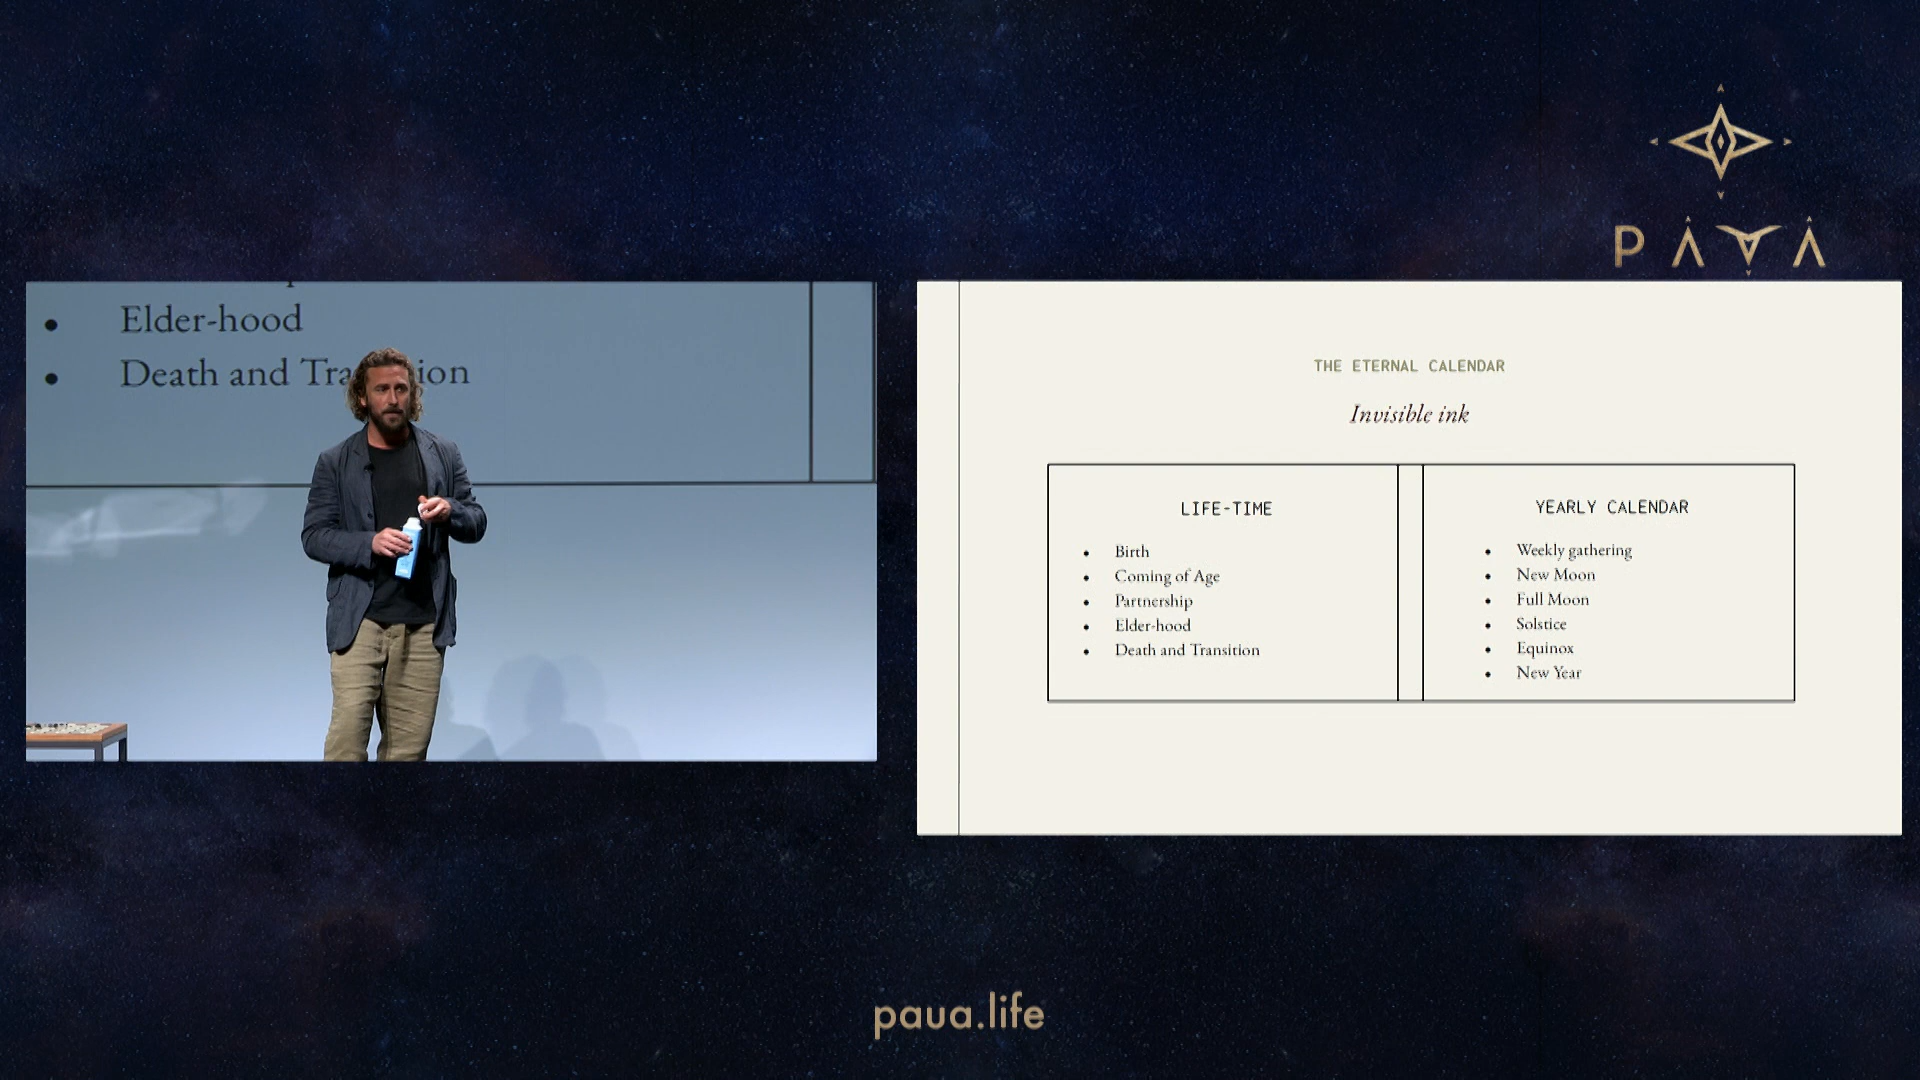 PAUA
Elder-hood
Death and Tra ion
THE ETERNAL CALENDAR
Invisible ink
LIFE-TIME
Birth
Coming of Age
Partnership
Elder-hood
Death and Transition
YEARLY CALENDAR
Weekly gathering
New Moon
Full Moon
Solstice
Equinox
New Year
paua.life